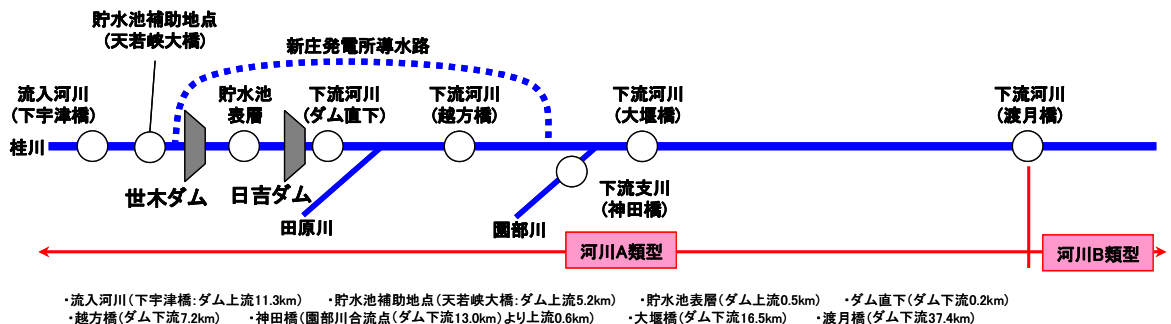 貯水池補助地点
(天若峡大橋)
新庄発電所導水路
流入河川
(下宇津橋)
貯水池
表層
下流河川
(ダム直下)
下流河川
(越方橋)
下流河川
(大堰橋)
下流河川
(渡月橋)
桂川
世木ダム
日吉ダム
田原川
園部川
下流支川
(神田橋)
河川A類型
河川B類型
・流入河川(下宇津橋:ダム上流11.3km) ・貯水池補助地点(天若峡大橋:ダム上流5.2km) ・貯水池表層(ダム上流0.5km) ・ダム直下(ダム下流0.2km)
・越方橋(ダム下流7.2km) ・神田橋(園部川合流点(ダム下流13.0km)より上流0.6km) ・大堰橋(ダム下流16.5km) ・渡月橋(ダム下流37.4km)